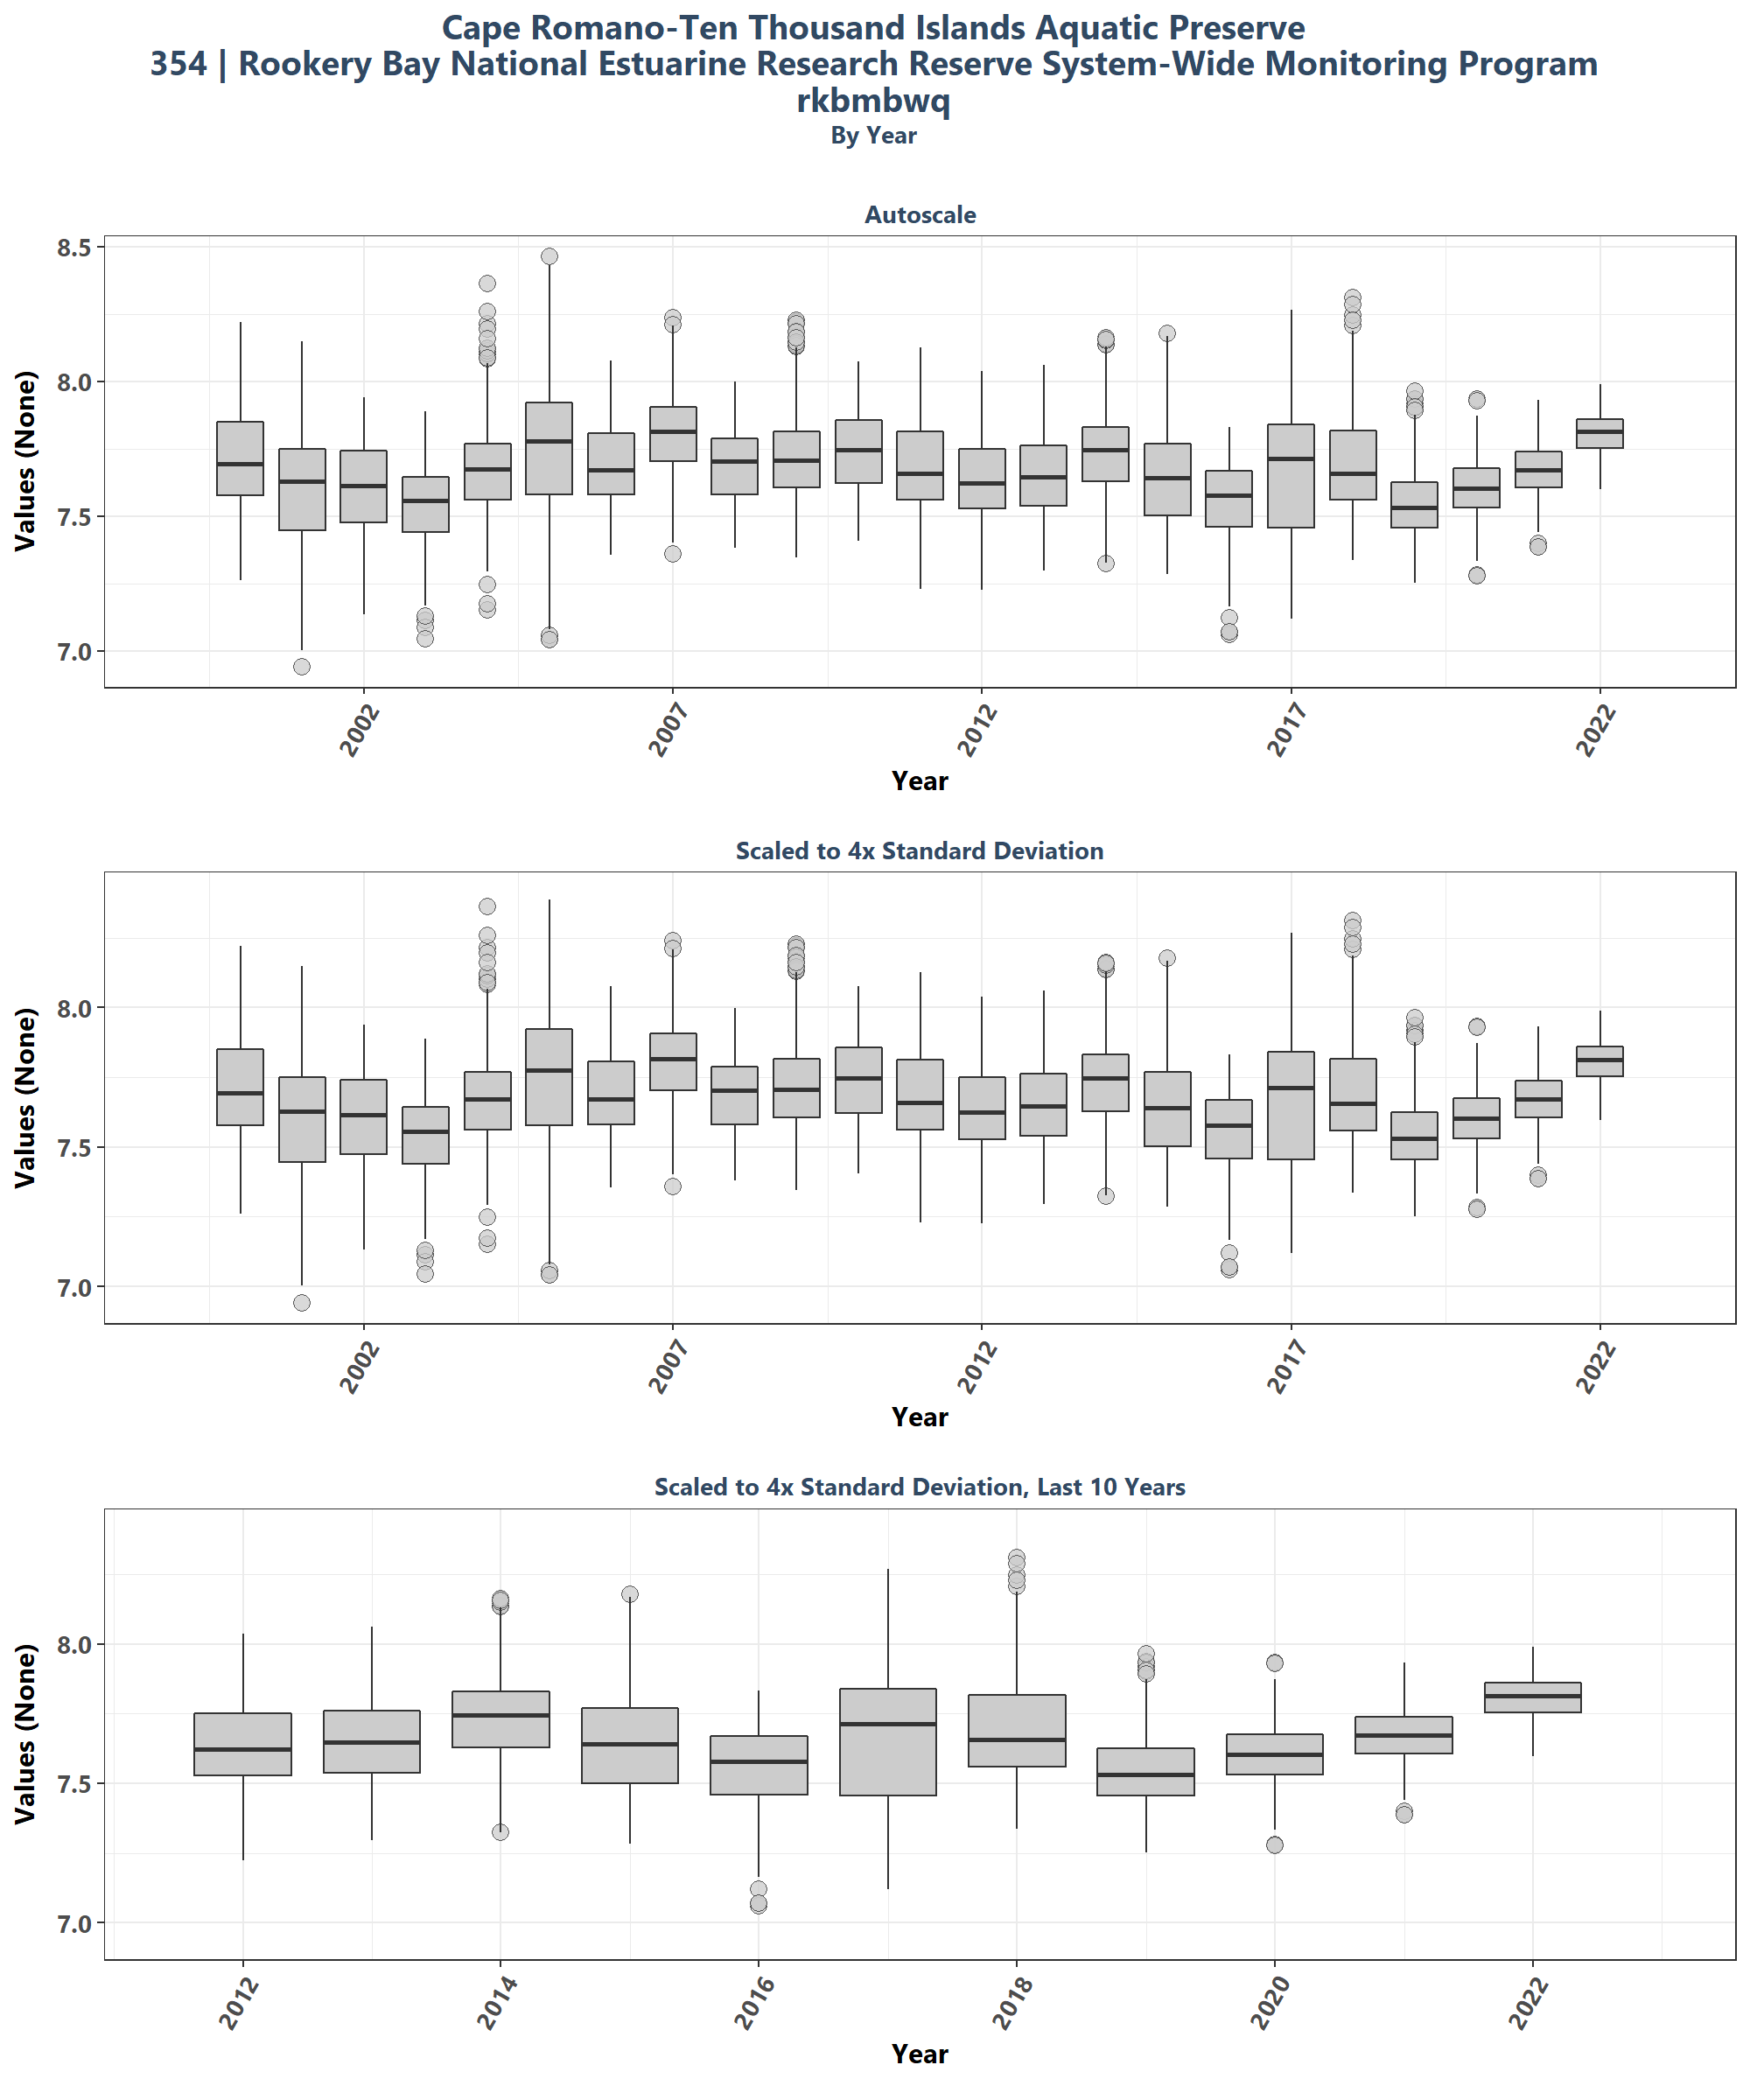 Cape Romano-Ten Thousand Islands Aquatic Preserve
354 | Rookery Bay National Estuarine Research Reserve System-Wide Monitoring Program
rkbmbwq
By Year
Autoscale
Values (None)
8.5
8.0
7.5
7.0
2002
2007
2012
2017
2022
Year
Scaled to 4x Standard Deviation
Values (None)
8.0
7.5
7.0
2002
2007
2012
2017
2022
Year
Scaled to 4x Standard Deviation, Last 10 Years
Values (None)
8.0
7.5
7.0
2012
2014
2016
2018
2020
2022
Year